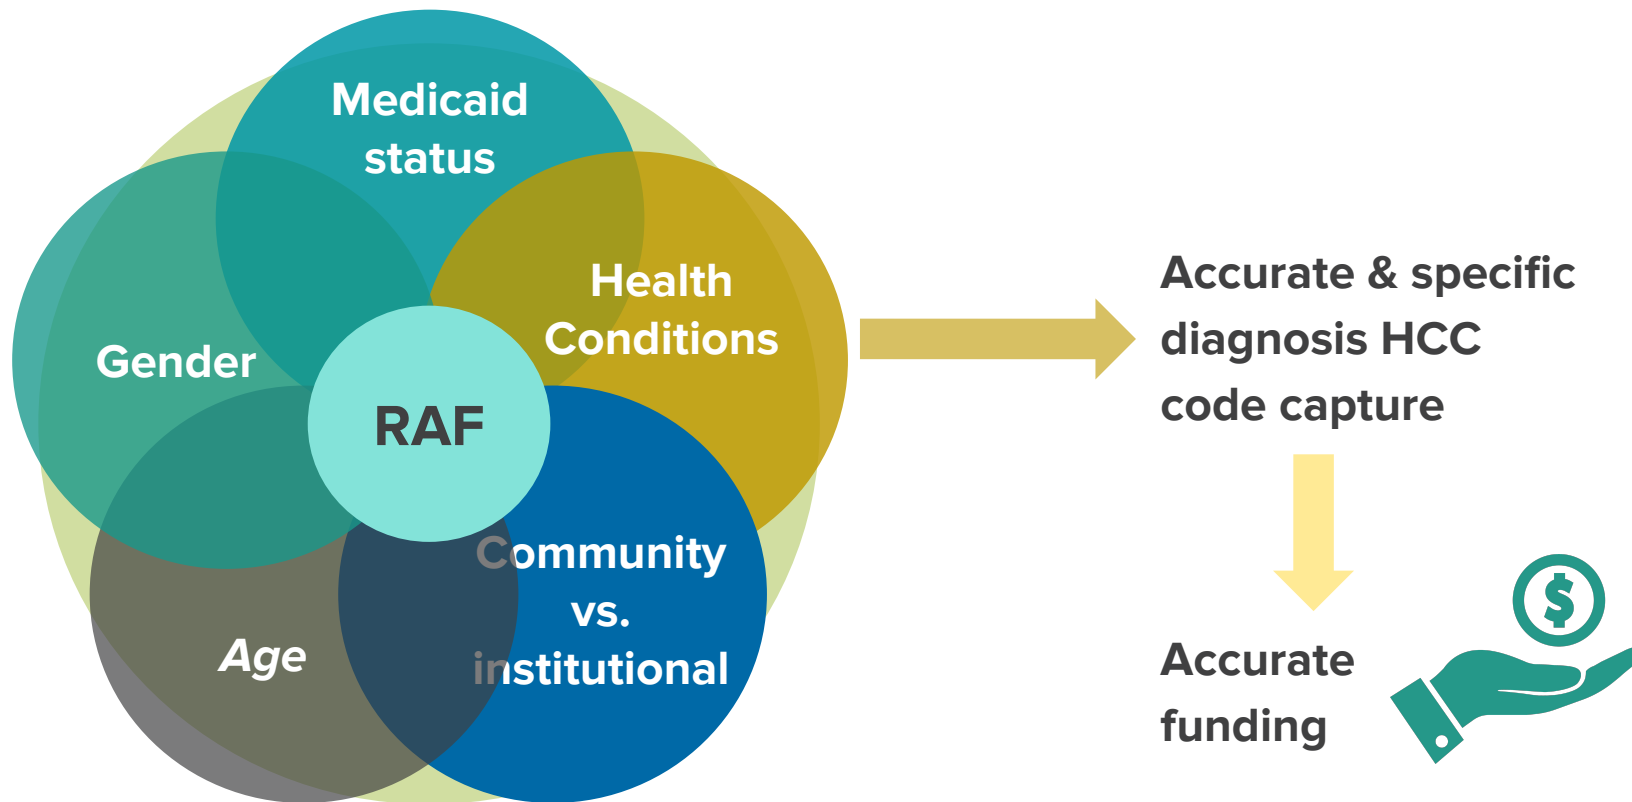 Medicaid
status
Health
Conditions
Gender
RAF
Community
vs.
institutional
Age
Accurate & specific
diagnosis HCC
code capture
Accurate
funding
$